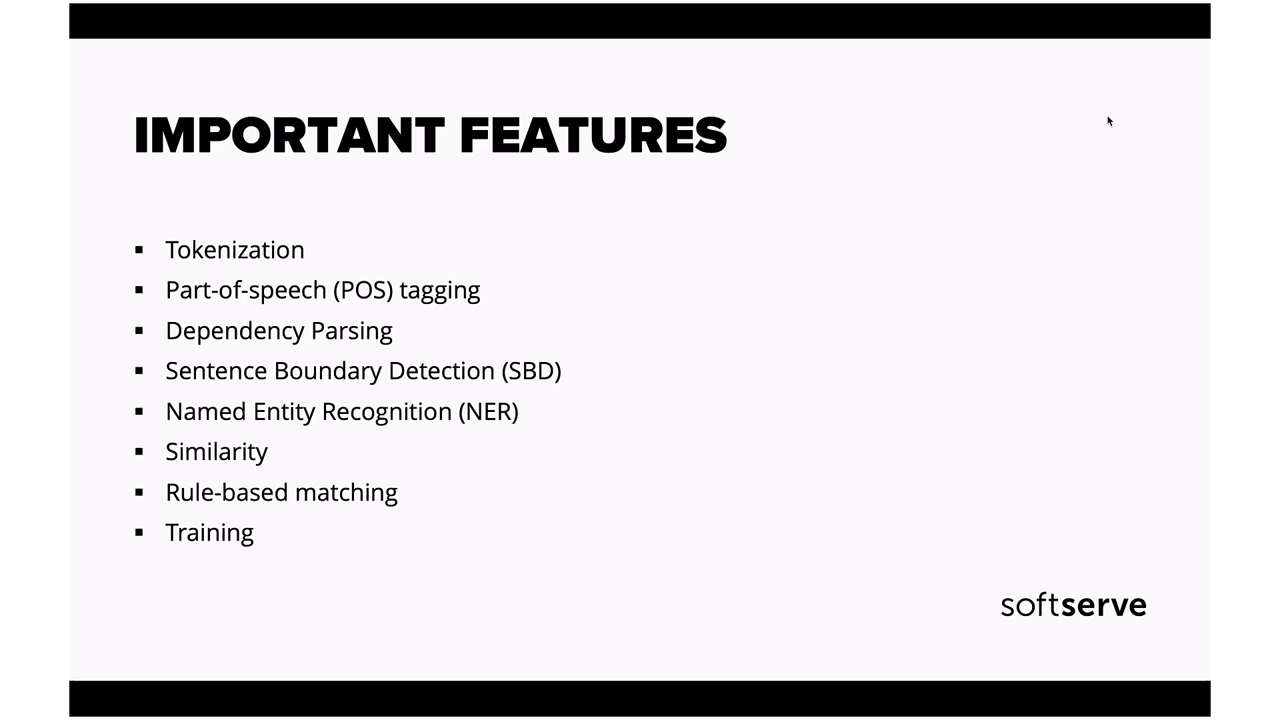 IMPORTANT FEATURES
▪ Tokenization
▪ Part-of-speech (POS) tagging
▪ Dependency Parsing
▪ Sentence Boundary Detection (SBD)
▪ Named Entity Recognition (NER)
▪ Similarity
▪ Rule-based matching
▪ Training
softserve